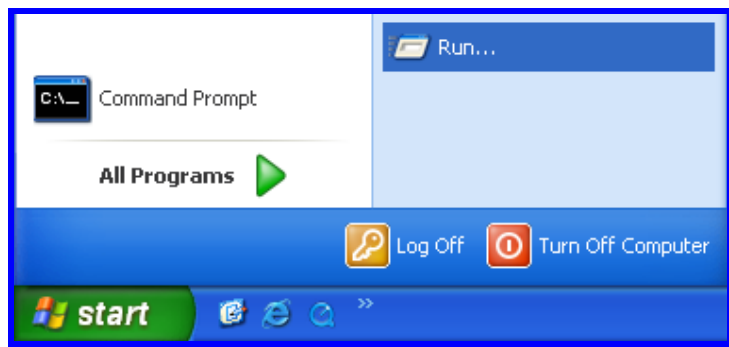 Run...
C:\_ Command Prompt
All Programs
Log Off Turn Off Computer
start »